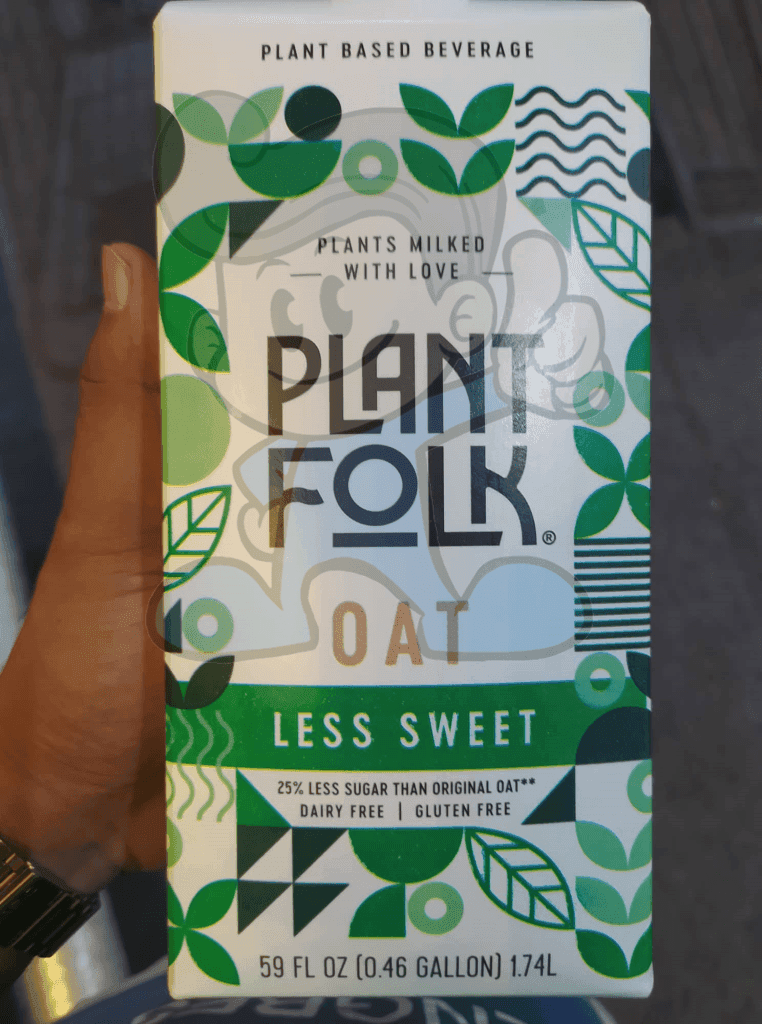 PLANT BASED BEVERAGE
PLANTS MILKED
WITH LOVE
PLANT
FOLK®
OAT
LESS SWEET
25% LESS SUGAR THAN ORIGINAL OAT**
DAIRY FREE | GLUTEN FREE
59 FL OZ (0.46 GALLON) 1.74L